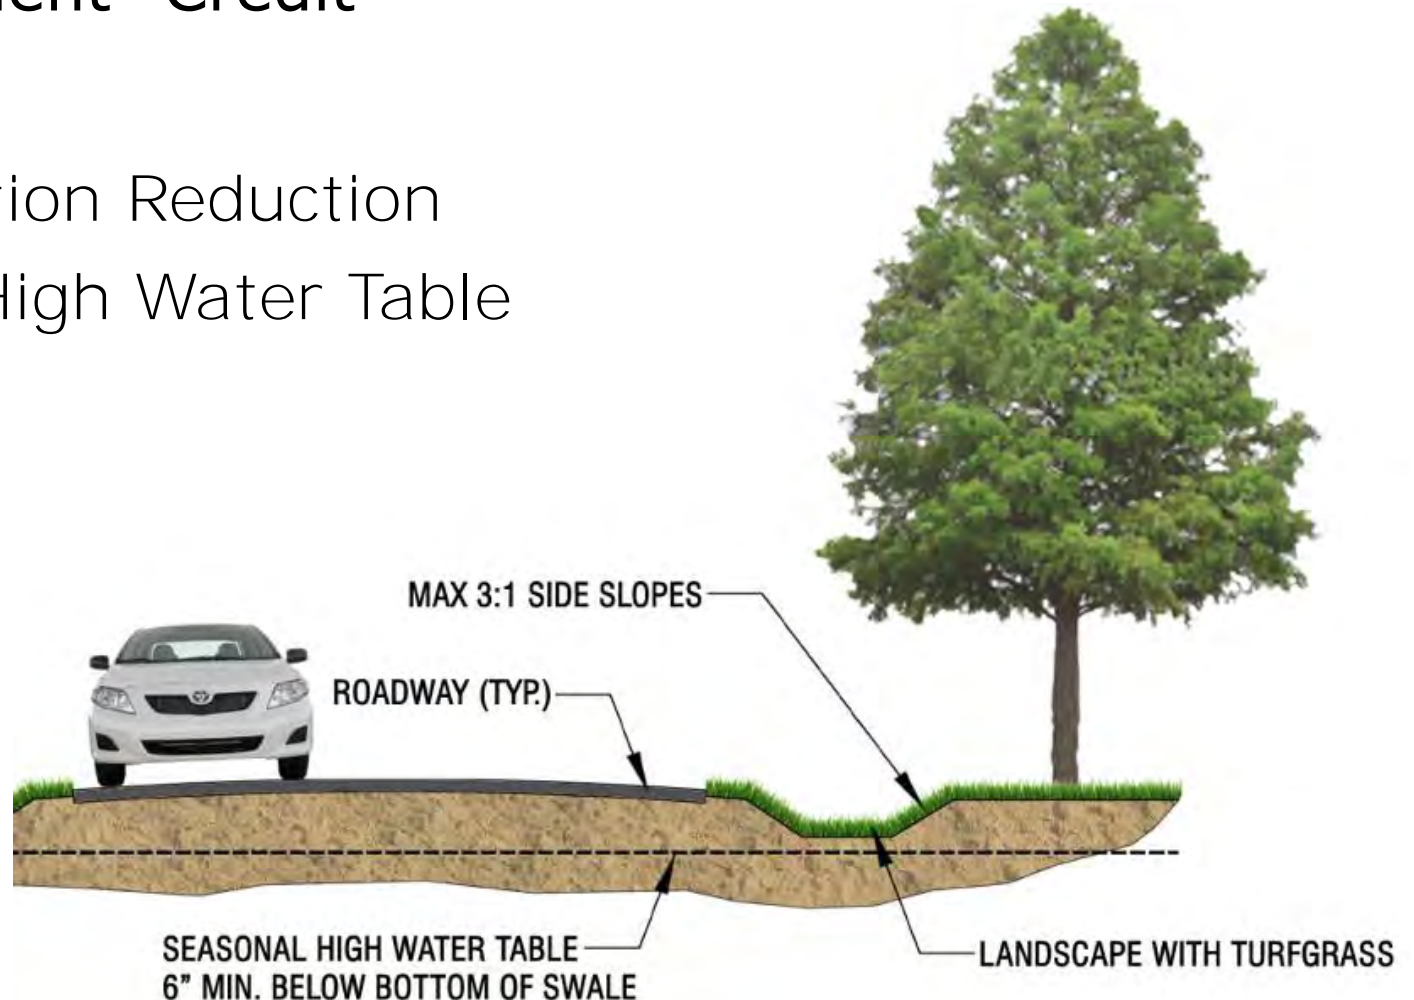 Credit
Reduction
High Water Table
MAX 3:1 SIDE SLOPES
ROADWAY (TYP.)
SEASONAL HIGH WATER TABLE
6” MIN. BELOW BOTTOM OF SWALE
LANDSCAPE WITH TURFGRASS